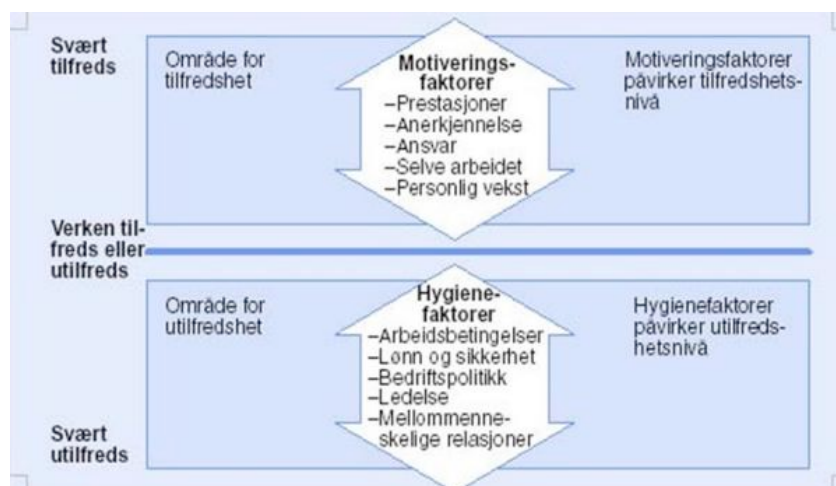 Svært
tilfreds
Område for
tilfredshet
Motiverings-
faktorer
–Prestasjoner
–Anerkjennelse
–Ansvar
–Selve arbeidet
–Personlig vekst
Motiveringsfaktorer
påvirker tilfredshets-
nivå
Verken til-
freds eller
utilfreds
Område for
utilfredshet
Hygiene-
faktorer
–Arbeidsbetingelser
–Lønn og sikkerhet
–Bedriftspolitikk
–Ledelse
–Mellommenne-
skelige relasjoner
Hygienefaktorer
påvirker utilfreds-
hetsnivå
Svært
utilfreds